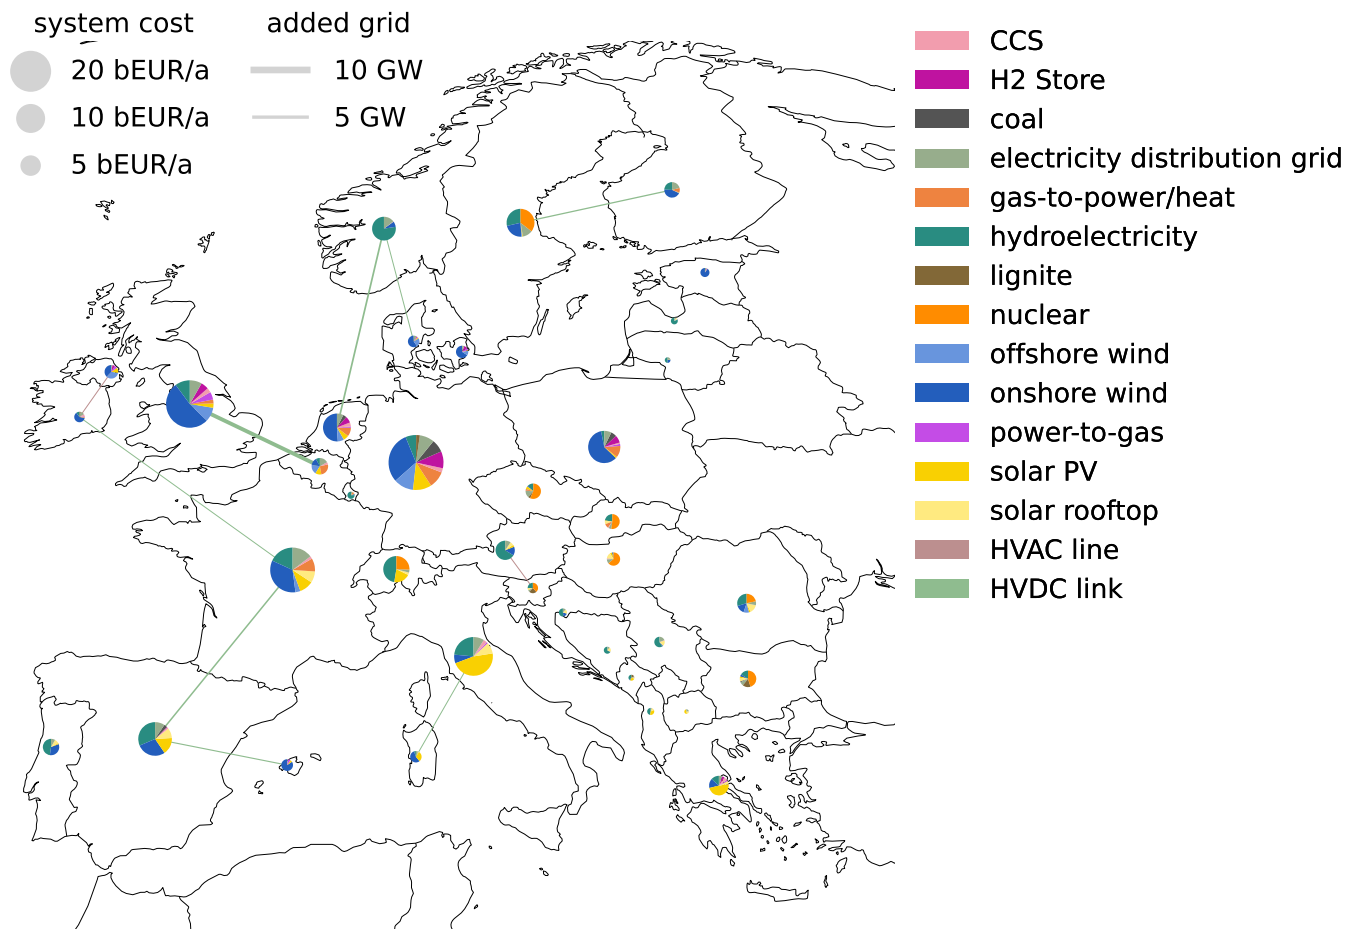 system cost
20 bEUR/a
10 bEUR/a
5 bEUR/a
added grid
10 GW
5 GW
CCS
H2 Store
coal
electricity distribution grid
gas-to-power/heat
hydroelectricity
lignite
nuclear
offshore wind
onshore wind
power-to-gas
solar PV
solar rooftop
HVAC line
HVDC link